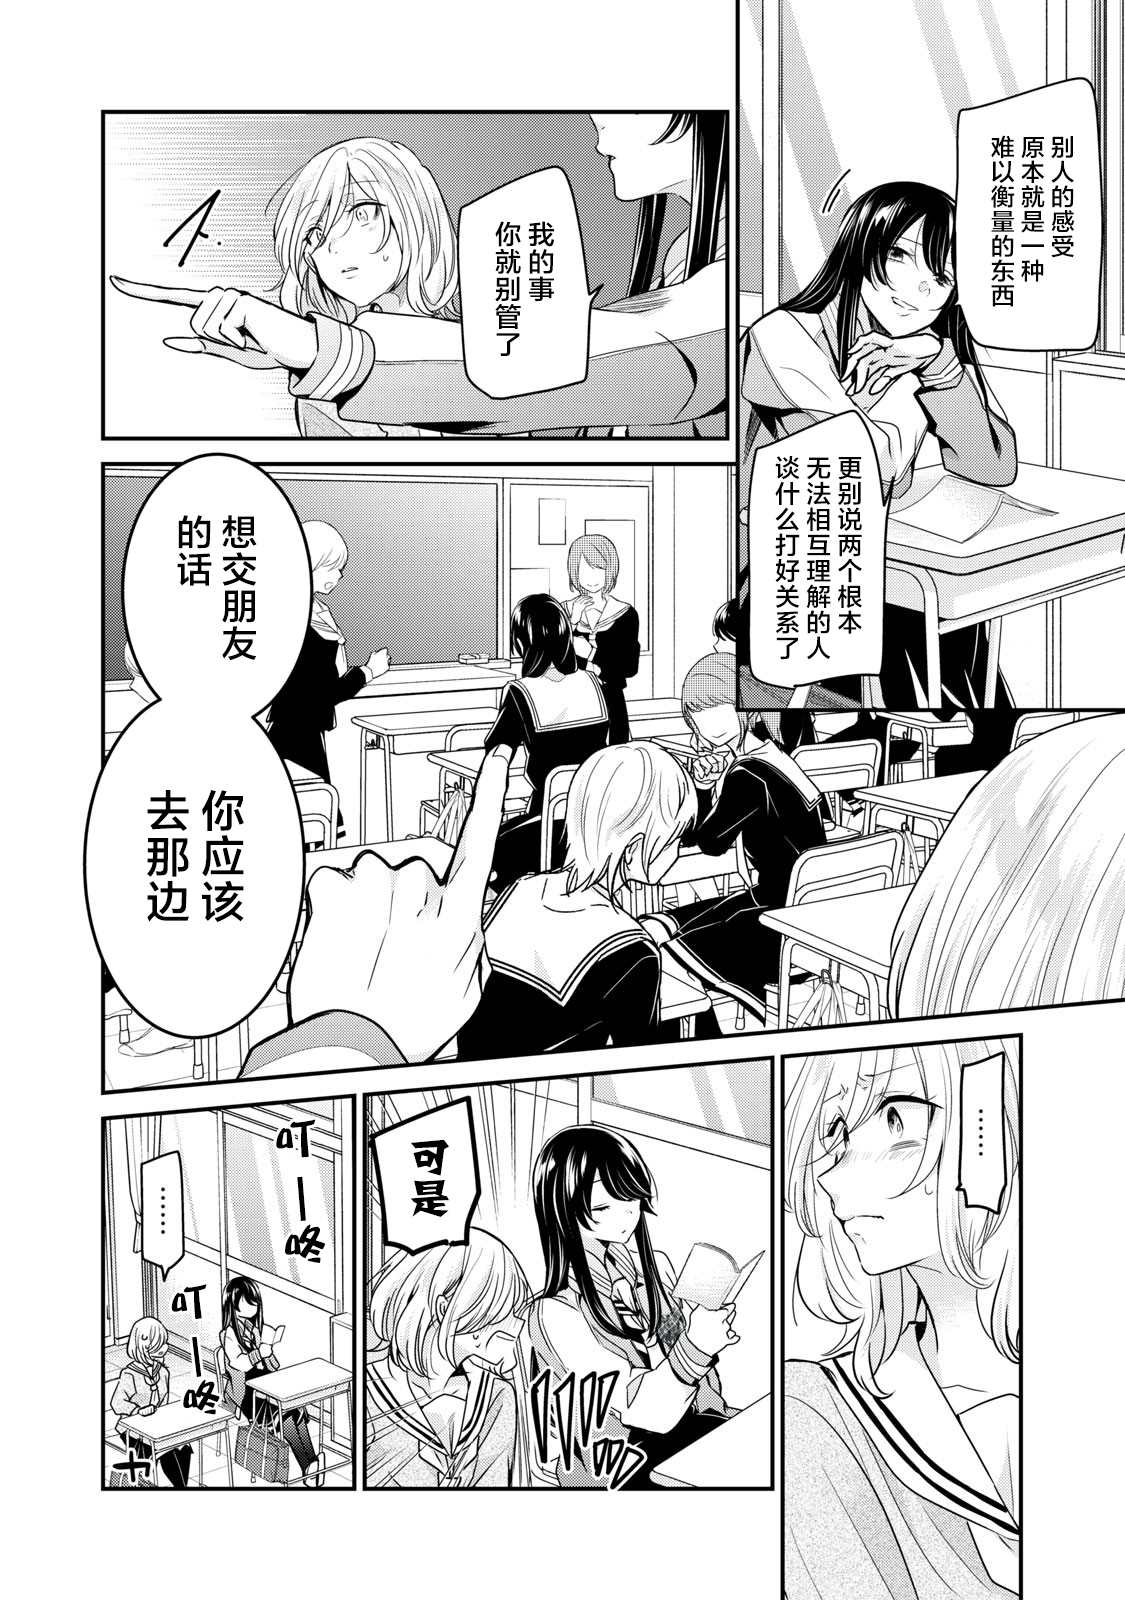 别人的感受
原本就是一种
难以衡量的东西
更别说两个根本
无法相互理解的人
谈什么打好关系了
我的事
你就别管了
想交朋友
的话
你应该
去那边
……
可是
叮—咚
叮—咚
……